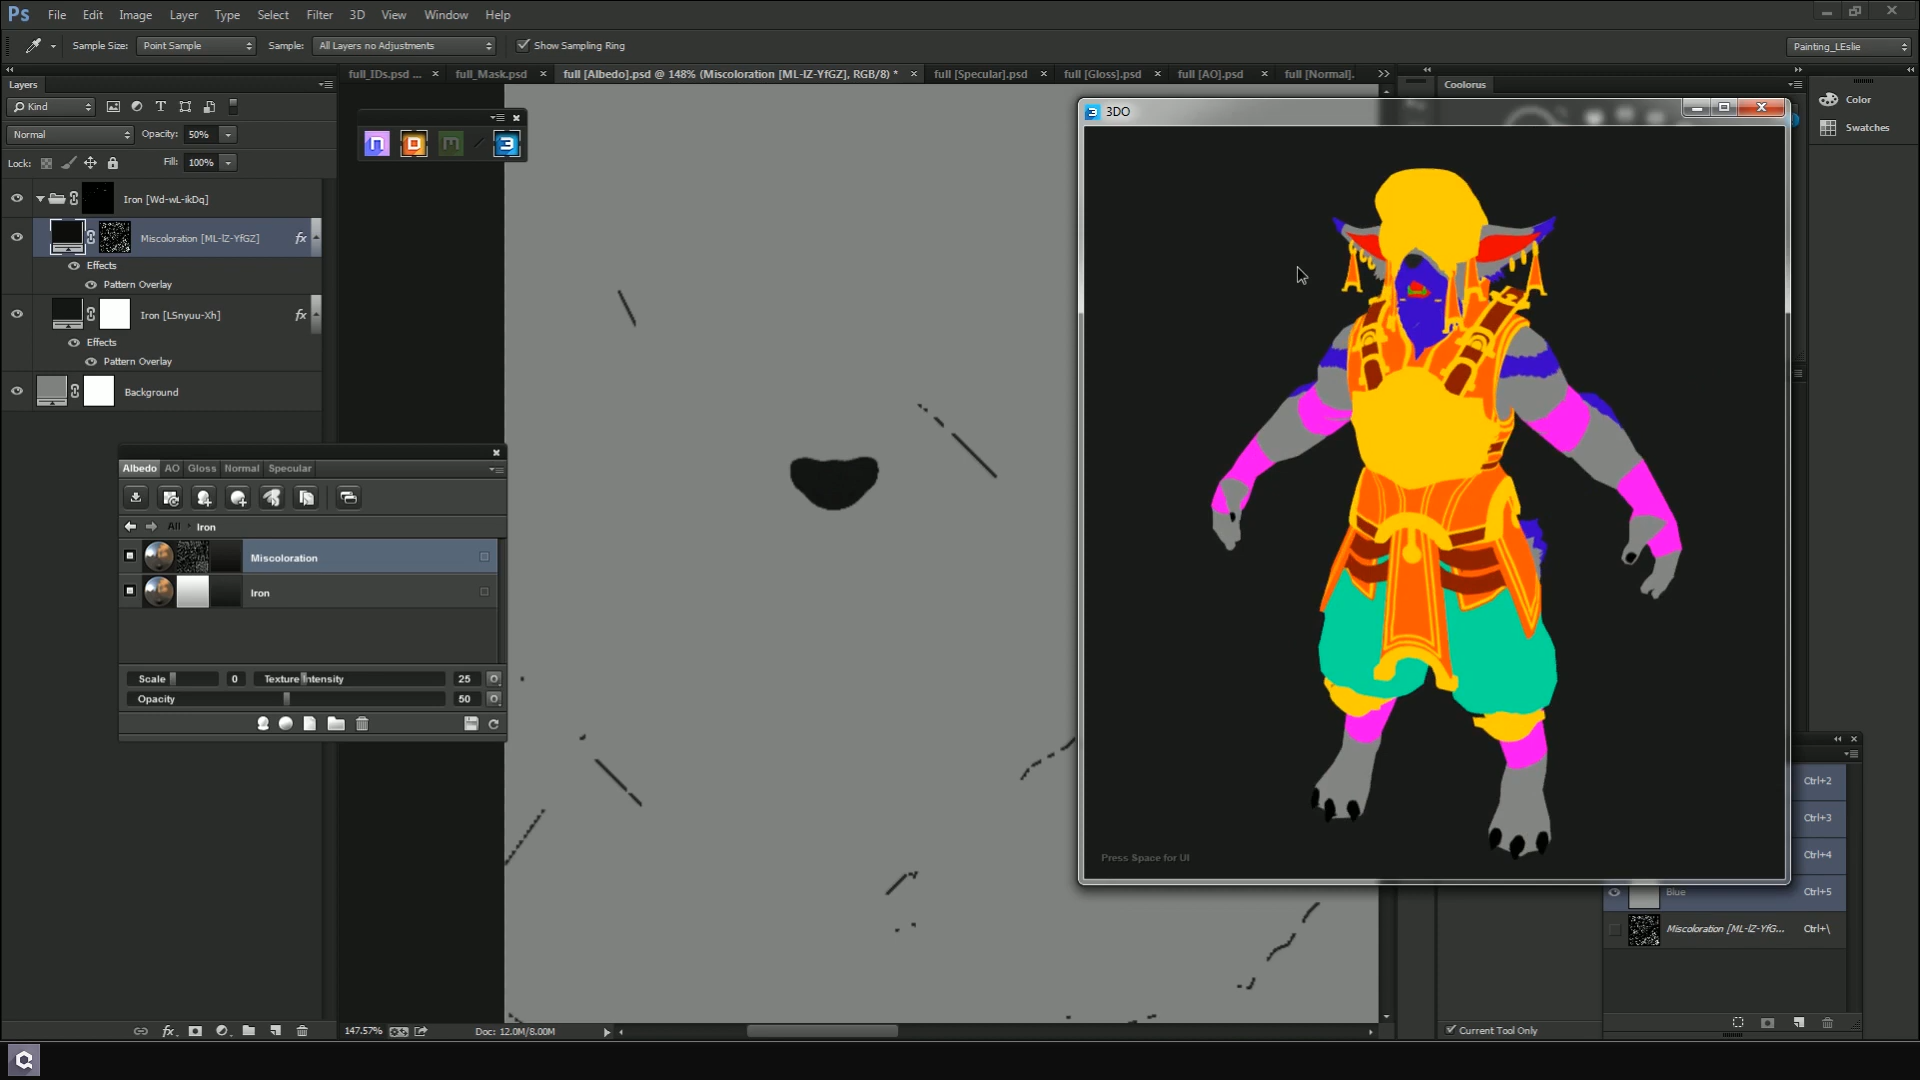 Ps File Edit Image Layer Type Select Filter 3D View Window Help
Sample Size: Point Sample Sample: All Layers no Adjustments Show Sampling Ring Painting_LEslie
Layers full_IDs.psd ... × full_Mask.psd × full [Albedo].psd @ 148% (Miscoloration [ML-lZ-YfGZ], RGB/8) * × full [Specular].psd × full [Gloss].psd × full [AO].psd × full [Normal]. Coolorus
Kind
Color
Swatches
3DO
Normal Opacity: 50%
Lock: Fill: 100%
Iron [Wd-wL-ikDq]
Miscoloration [ML-lZ-YfGZ] fx
Effects
Pattern Overlay
Iron [LSnyuu-Xh] fx
Effects
Pattern Overlay
Background
Albedo AO Gloss Normal Specular
All Iron
Miscoloration
Iron
Scale 0 Texture Intensity 25
Opacity 50
Press Space for UI
Ctrl+2
Ctrl+3
Ctrl+4
Blue Ctrl+5
Miscoloration [ML-lZ-YfG... Ctrl+\
147.57% Doc: 12.0M/8.00M
Current Tool Only